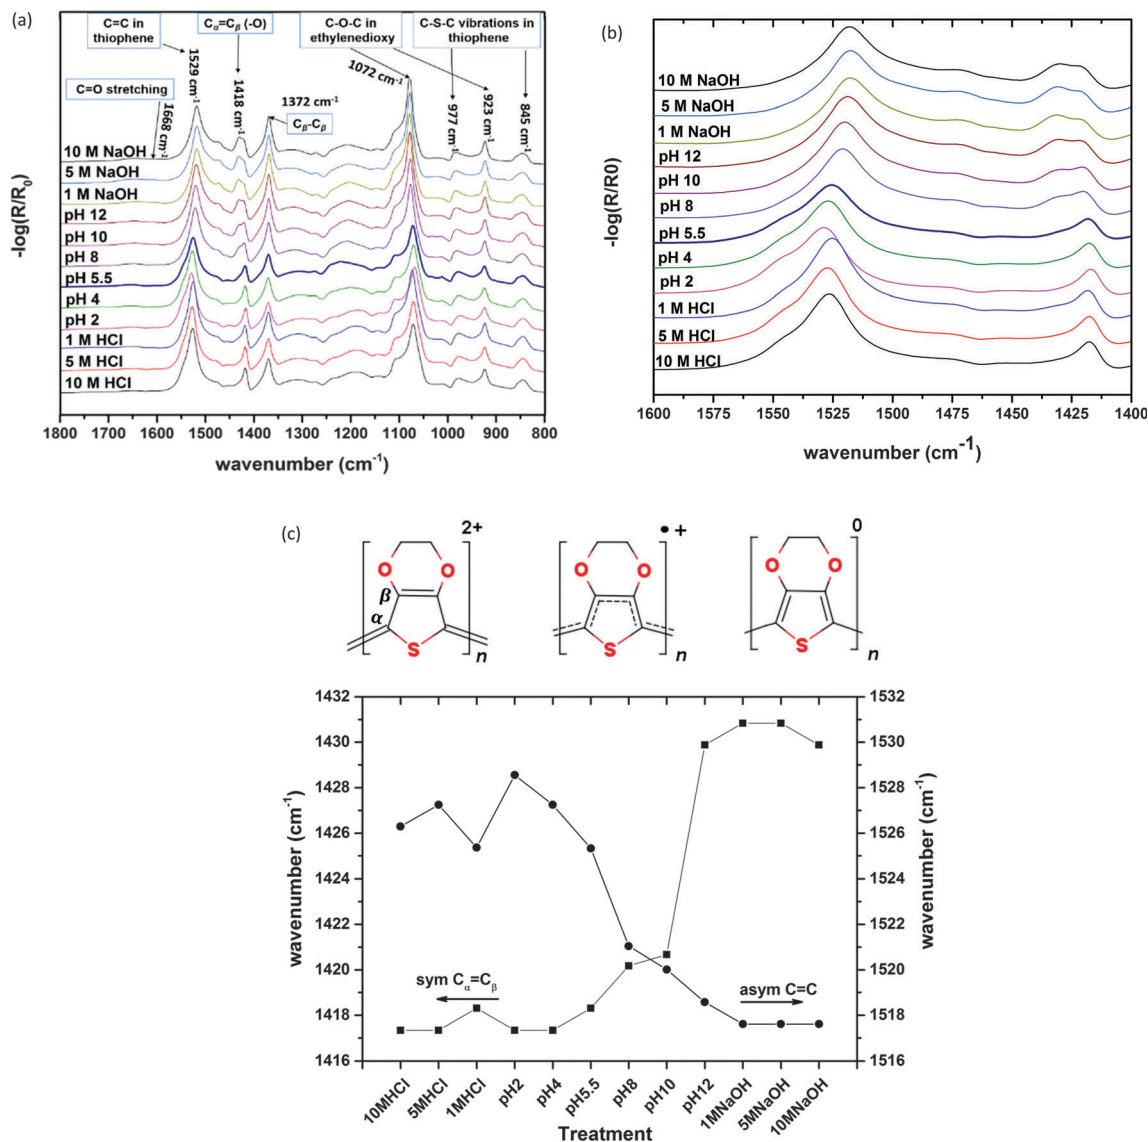 (a)
C=C in
thiophene
Cα=Cβ (-O)
C-O-C in
ethylenedioxy
C-S-C vibrations in
thiophene
C=O stretching
1668 cm-1
1529 cm-1
1418 cm-1
1372 cm-1
Cβ-Cβ
1072 cm-1
977 cm-1
923 cm-1
845 cm-1
10 M NaOH
5 M NaOH
1 M NaOH
pH 12
pH 10
pH 8
pH 5.5
pH 4
pH 2
1 M HCl
5 M HCl
10 M HCl
-log(R/R0)
1800 1600 1500 1400 1300 1200 1100 1000 900 800
wavenumber (cm-1)
(b)
10 M NaOH
5 M NaOH
1 M NaOH
pH 12
pH 10
pH 8
pH 5.5
pH 4
pH 2
1 M HCl
5 M HCl
10 M HCl
-log(R/R0)
1600 1575 1550 1525 1500 1475 1450 1425 1400
wavenumber (cm-1)
(c)
2+
O O
β
α
S
n
• +
O O
S
n
0
O O
S
n
1432 1532
1430 1530
1428 1528
1426 1526
1424 1524
1422 1522
1420 1520
1418 1518
1416 1516
wavenumber (cm-1)
wavenumber (cm-1)
sym Cα=Cβ
asym C=C
10MHCl 5MHCl 1MHCl pH2 pH4 pH5.5 pH8 pH10 pH12 1MNaOH 5MNaOH 10MNaOH
Treatment